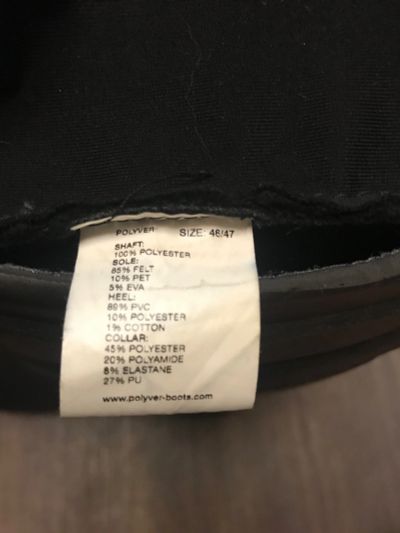 POLYVER SIZE: 46/47
SHAFT:
100% POLYESTER
SOLE:
85% FELT
10% PET
5% EVA
HEEL:
89% PVC
10% POLYESTER
1% COTTON
COLLAR:
45% POLYESTER
20% POLYAMIDE
8% ELASTANE
27% PU
www.polyver-boots.com